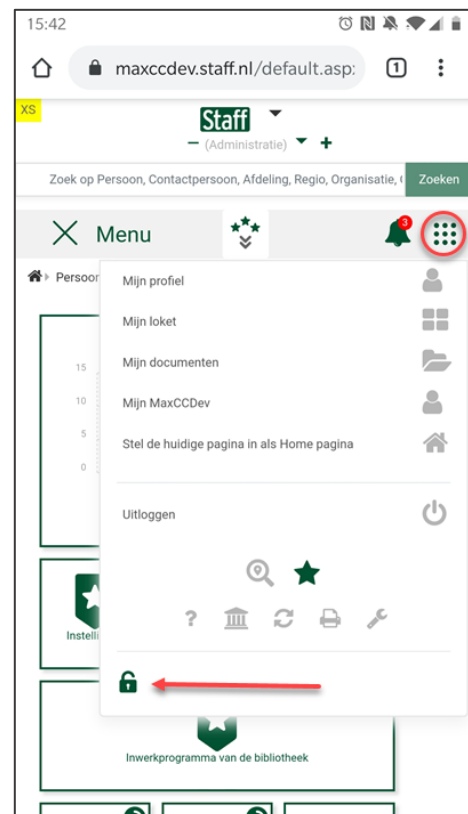 15:42
maxccdev.staff.nl/default.asp:
1
XS
Staff
(Administratie)
Zoek op Persoon, Contactpersoon, Afdeling, Regio, Organisatie,
Zoeken
Menu
3
Persoon
Mijn profiel
Mijn loket
15
Mijn documenten
10
Mijn MaxCCDev
5
Stel de huidige pagina in als Home pagina
0
Uitloggen
?
Instelli
Inwerkprogramma van de bibliotheek